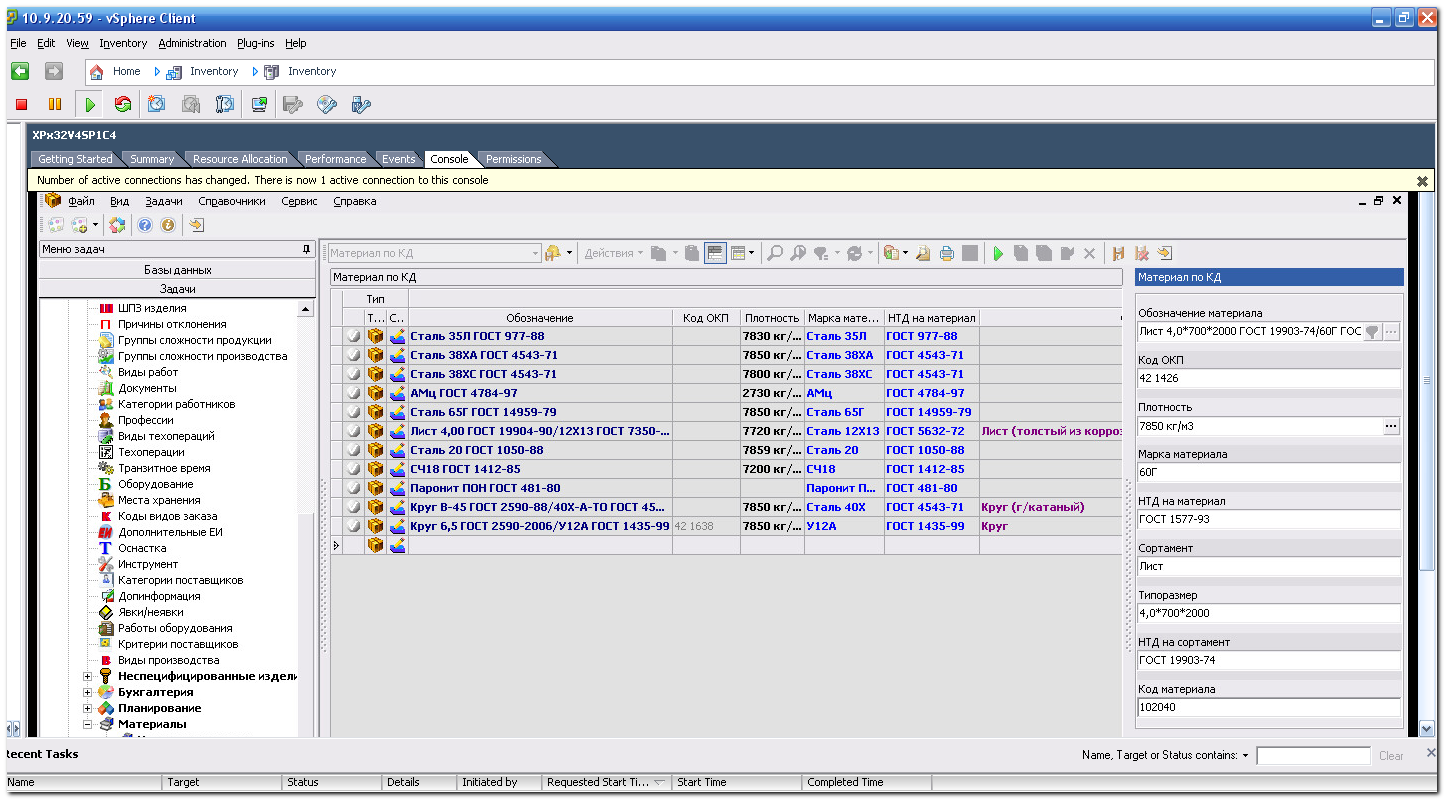 10.9.20.59 - vSphere Client
File Edit View Inventory Administration Plug-ins Help
Home Inventory Inventory
XPx32V4SP1C4
Getting Started Summary Resource Allocation Performance Events Console Permissions
Number of active connections has changed. There is now 1 active connection to this console
Файл Вид Задачи Справочники Сервис Справка
Меню задач
Базы данных
Задачи
ШПЗ изделия
Причины отклонения
Группы сложности продукции
Группы сложности производства
Виды работ
Документы
Категории работников
Профессии
Виды техопераций
Техоперации
Транзитное время
Оборудование
Места хранения
Коды видов заказа
Дополнительные ЕИ
Оснастка
Инструмент
Категории поставщиков
Допинформация
Явки/неявки
Работы оборудования
Критерии поставщиков
Виды производства
Неспецифицированные издели
Бухгалтерия
Планирование
Материалы
Материал по КД Действия
Материал по КД
Тип
Т... С... Обозначение Код ОКП Плотность Марка мате... НТД на материал
Сталь 35Л ГОСТ 977-88 7830 кг/... Сталь 35Л ГОСТ 977-88
Сталь 38ХА ГОСТ 4543-71 7850 кг/... Сталь 38ХА ГОСТ 4543-71
Сталь 38ХС ГОСТ 4543-71 7800 кг/... Сталь 38ХС ГОСТ 4543-71
АМц ГОСТ 4784-97 2730 кг/... АМц ГОСТ 4784-97
Сталь 65Г ГОСТ 14959-79 7850 кг/... Сталь 65Г ГОСТ 14959-79
Лист 4,00 ГОСТ 19904-90/12Х13 ГОСТ 7350-... 7720 кг/... Сталь 12Х13 ГОСТ 5632-72 Лист (толстый из корроз
Сталь 20 ГОСТ 1050-88 7859 кг/... Сталь 20 ГОСТ 1050-88
СЧ18 ГОСТ 1412-85 7200 кг/... СЧ18 ГОСТ 1412-85
Паронит ПОН ГОСТ 481-80 Паронит П... ГОСТ 481-80
Круг В-45 ГОСТ 2590-88/40Х-А-ТО ГОСТ 45... 7850 кг/... Сталь 40Х ГОСТ 4543-71 Круг (г/катаный)
Круг 6,5 ГОСТ 2590-2006/У12А ГОСТ 1435-99 42 1638 7850 кг/... У12А ГОСТ 1435-99 Круг
Материал по КД
Обозначение материала
Лист 4,0*700*2000 ГОСТ 19903-74/60Г ГОС
Код ОКП
42 1426
Плотность
7850 кг/м3
Марка материала
60Г
НТД на материал
ГОСТ 1577-93
Сортамент
Лист
Типоразмер
4,0*700*2000
НТД на сортамент
ГОСТ 19903-74
Код материала
102040
Recent Tasks Name, Target or Status contains: Clear
Name Target Status Details Initiated by Requested Start Ti... Start Time Completed Time